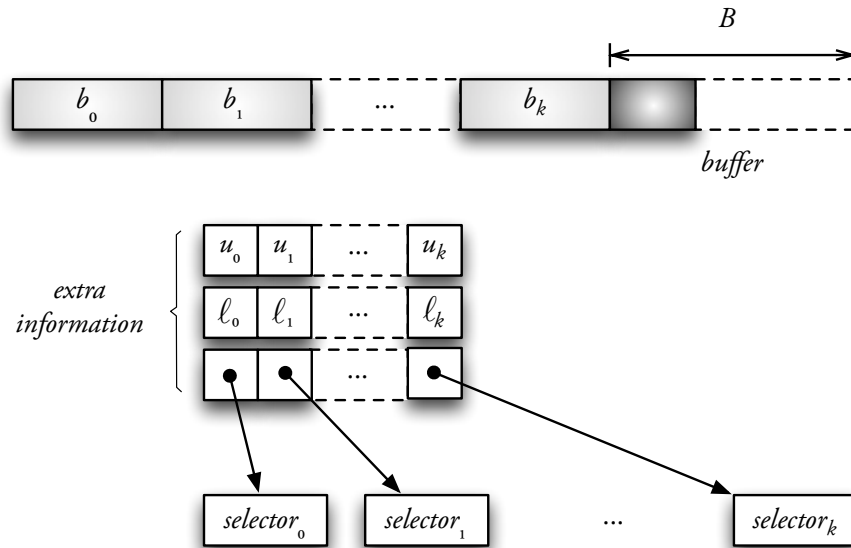 B
b₀ b₁ ... bₖ
buffer
u₀ u₁ ... uₖ
extra
information
ℓ₀ ℓ₁ ... ℓₖ
...
selector₀ selector₁ ... selectorₖ